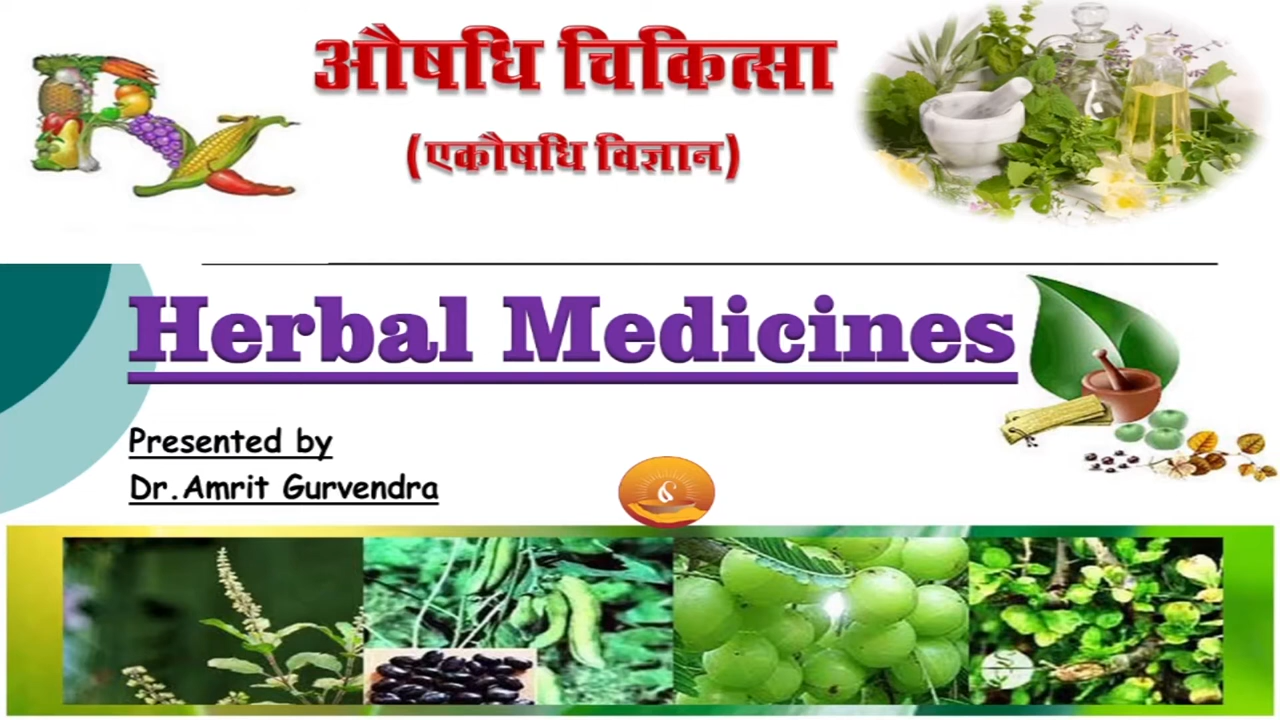 औषधि चिकित्सा
(एकौषधि विज्ञान)
Herbal Medicines
Presented by
Dr.Amrit Gurvendra